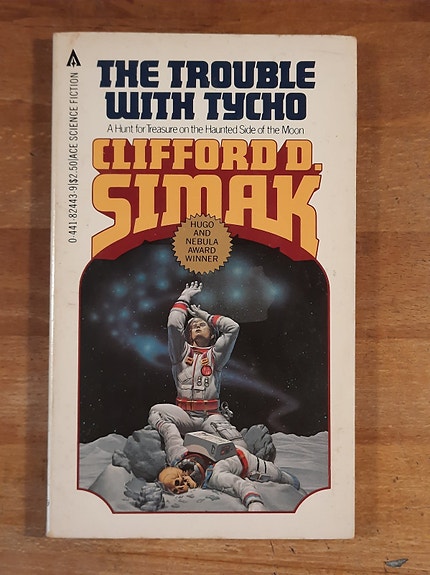 THE TROUBLE
WITH TYCHO
A Hunt for Treasure on the Haunted Side of the Moon
CLIFFORD D.
SIMAK
HUGO
AND
NEBULA
AWARD
WINNER
0-441-82443-9|$2.50|ACE SCIENCE FICTION